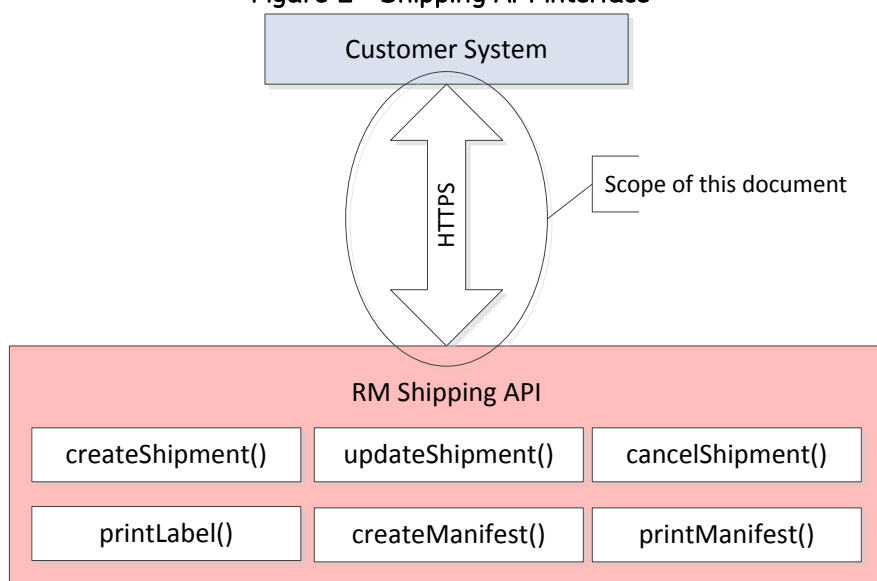 Figure 2 - Shipping API Interface
Customer System
HTTPS
Scope of this document
RM Shipping API
createShipment()
updateShipment()
cancelShipment()
printLabel()
createManifest()
printManifest()